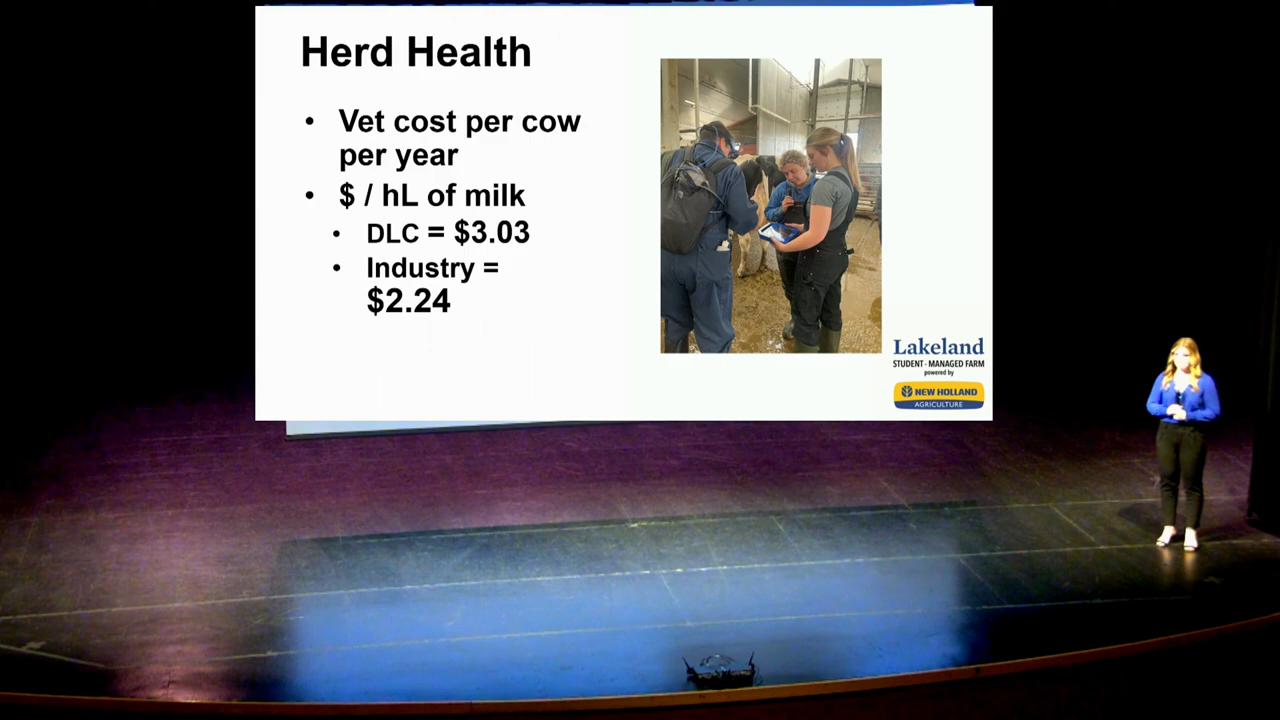 Herd Health
• Vet cost per cow
per year
• $ / hL of milk
• DLC = $3.03
• Industry =
$2.24
Lakeland
STUDENT-MANAGED FARM
powered by
NEW HOLLAND
AGRICULTURE